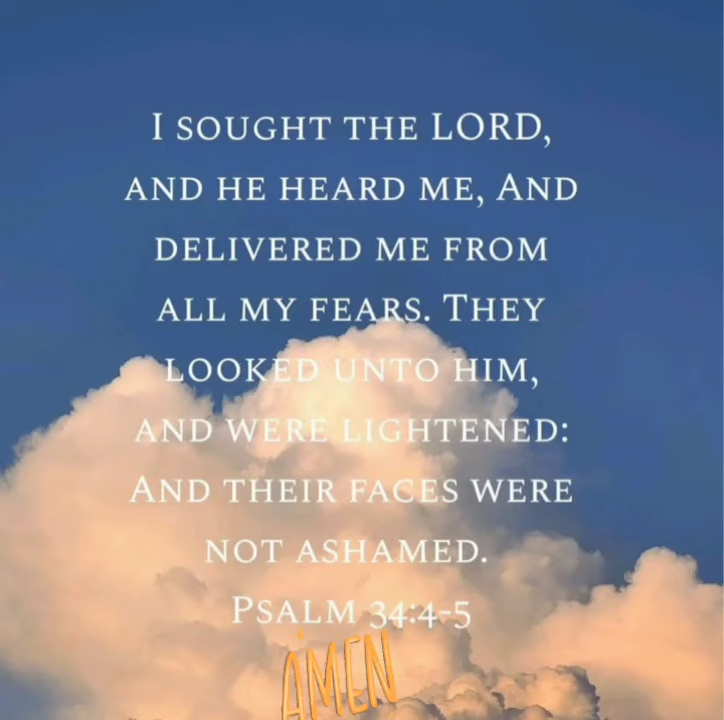 I SOUGHT THE LORD,
AND HE HEARD ME, AND
DELIVERED ME FROM
ALL MY FEARS. THEY
LOOKED UNTO HIM,
AND WERE LIGHTENED:
AND THEIR FACES WERE
NOT ASHAMED.
PSALM 34:4-5
AMEN